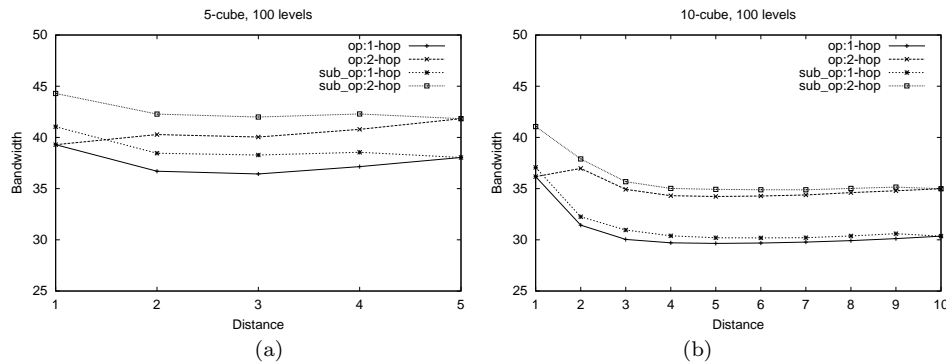 5-cube, 100 levels
50
45
40
35
30
25
Bandwidth
op:1-hop
op:2-hop
sub_op:1-hop
sub_op:2-hop
1 2 3 4 5
Distance
(a)
10-cube, 100 levels
50
45
40
35
30
25
Bandwidth
op:1-hop
op:2-hop
sub_op:1-hop
sub_op:2-hop
1 2 3 4 5 6 7 8 9 10
Distance
(b)